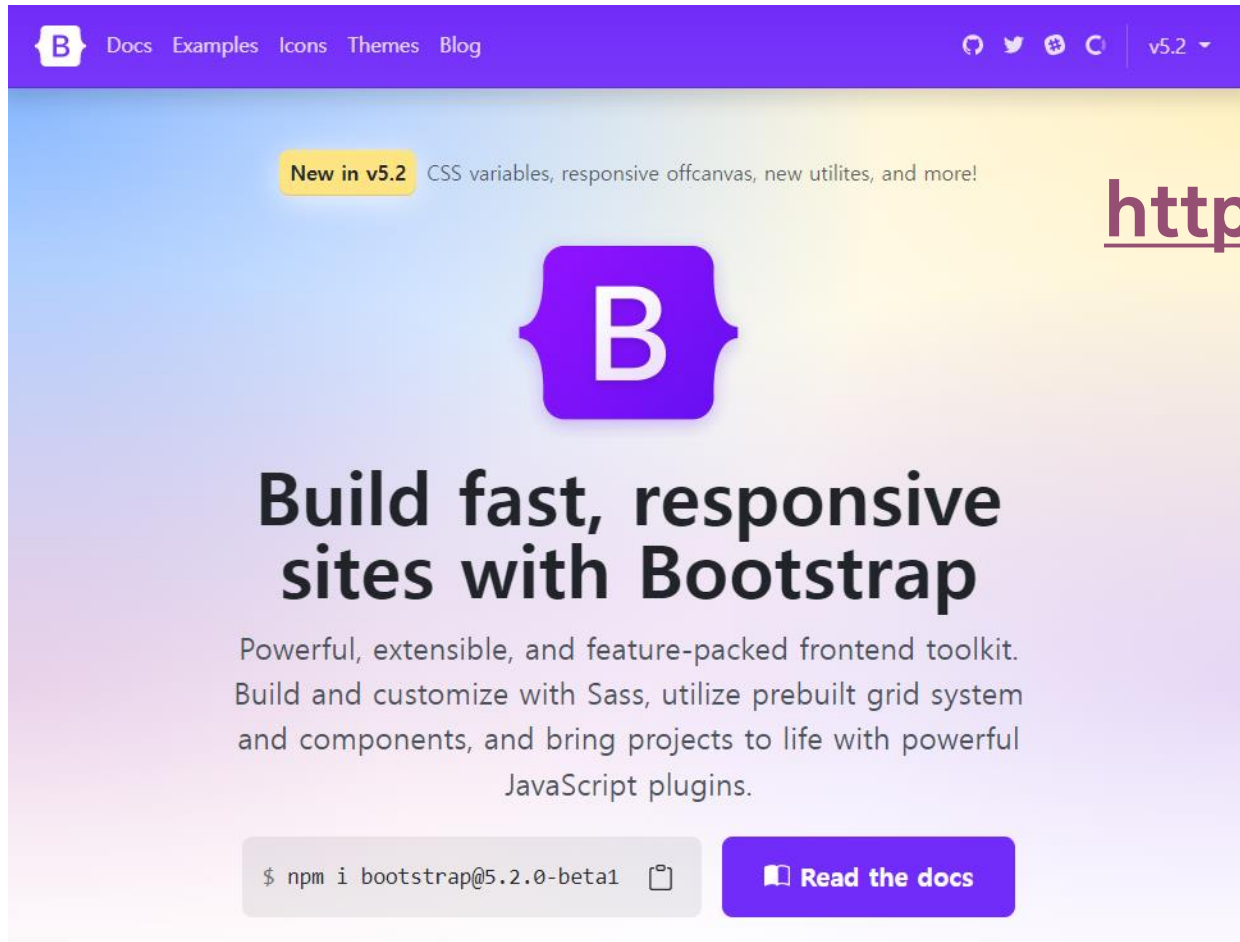 B Docs Examples Icons Themes Blog v5.2
New in v5.2 CSS variables, responsive offcanvas, new utilites, and more!
http
B
Build fast, responsive
sites with Bootstrap
Powerful, extensible, and feature-packed frontend toolkit.
Build and customize with Sass, utilize prebuilt grid system
and components, and bring projects to life with powerful
JavaScript plugins.
$ npm i bootstrap@5.2.0-beta1 Read the docs